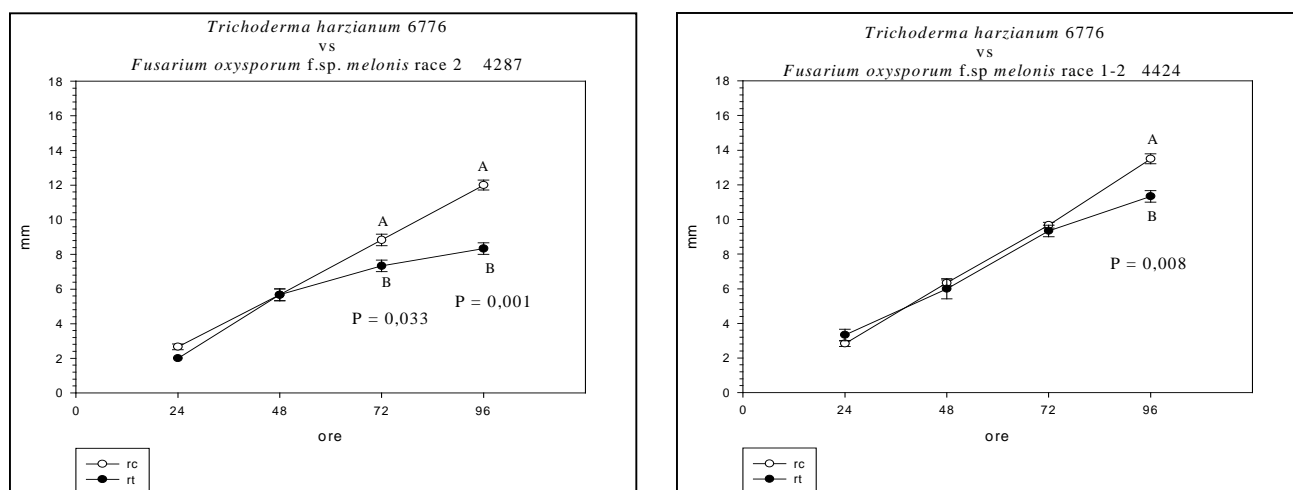 Trichoderma harzianum 6776
vs
Fusarium oxysporum f.sp. melonis race 2 4287
18
16
14
12
10
8
6
4
2
0
mm
A
A
B
B
P = 0,001
P = 0,033
0 24 48 72 96
ore
rc
rt
Trichoderma harzianum 6776
vs
Fusarium oxysporum f.sp melonis race 1-2 4424
18
16
14
12
10
8
6
4
2
0
mm
A
B
P = 0,008
0 24 48 72 96
ore
rc
rt